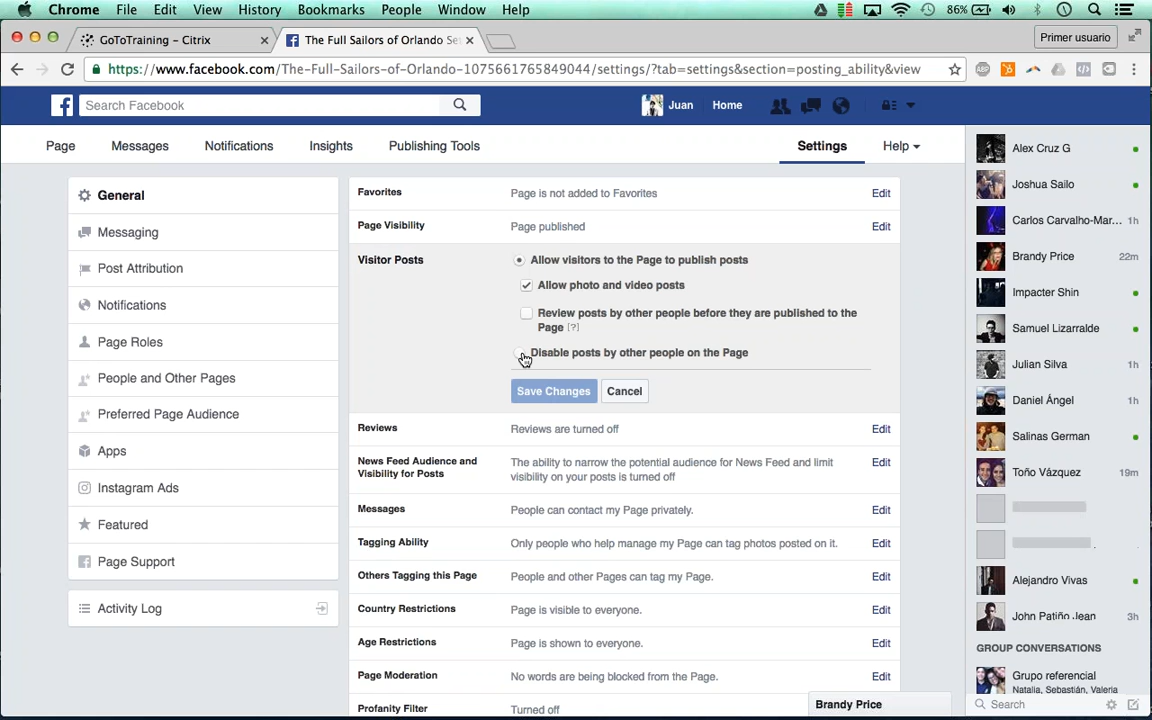 Chrome File Edit View History Bookmarks People Window Help 86%
GoToTraining – Citrix The Full Sailors of Orlando Set Primer usuario
https://www.facebook.com/The-Full-Sailors-of-Orlando-1075661765849044/settings/?tab=settings&section=posting_ability&view ABP
Search Facebook Juan Home
Page Messages Notifications Insights Publishing Tools Settings Help
General
Messaging
Post Attribution
Notifications
Page Roles
People and Other Pages
Preferred Page Audience
Apps
Instagram Ads
Featured
Page Support
Activity Log
Favorites Page is not added to Favorites Edit
Page Visibility Page published Edit
Visitor Posts Allow visitors to the Page to publish posts
Allow photo and video posts
Review posts by other people before they are published to the
Page [?]
Disable posts by other people on the Page
Save Changes Cancel
Reviews Reviews are turned off Edit
News Feed Audience and The ability to narrow the potential audience for News Feed and limit Edit
Visibility for Posts visibility on your posts is turned off
Messages People can contact my Page privately. Edit
Tagging Ability Only people who help manage my Page can tag photos posted on it. Edit
Others Tagging this Page People and other Pages can tag my Page. Edit
Country Restrictions Page is visible to everyone. Edit
Age Restrictions Page is shown to everyone. Edit
Page Moderation No words are being blocked from the Page. Edit
Profanity Filter Turned off
Alex Cruz G
Joshua Sailo
Carlos Carvalho-Mar... 1h
Brandy Price 22m
Impacter Shin
Samuel Lizarralde
Julian Silva 1h
Daniel Ángel 1h
Salinas German
Toño Vázquez 19m
Alejandro Vivas
John Patiño Jean 3h
GROUP CONVERSATIONS
Grupo referencial
Natalia, Sebastián, Valeria
Brandy Price Search